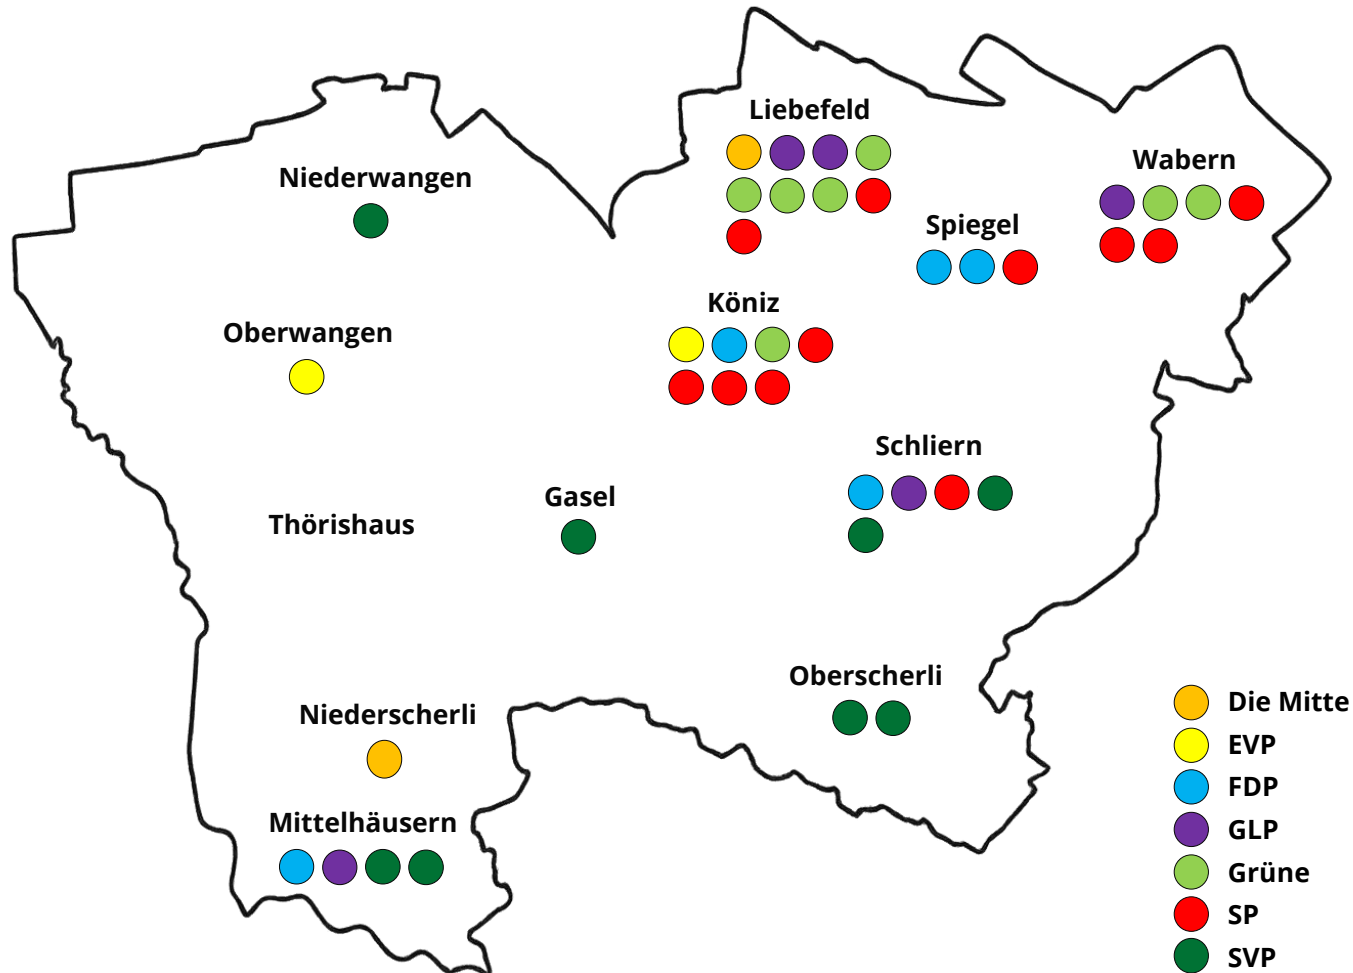 Liebefeld
Wabern
Niederwangen
Spiegel
Köniz
Oberwangen
Schliern
Gasel
Thörishaus
Oberscherli
Niederscherli
Mittelhäusern
Die Mitte
EVP
FDP
GLP
Grüne
SP
SVP